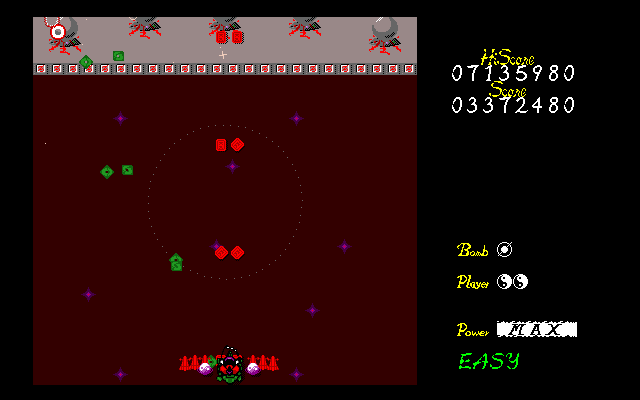 HiScore
07135980
Score
03372480
Bomb
Player
Power MAX
EASY